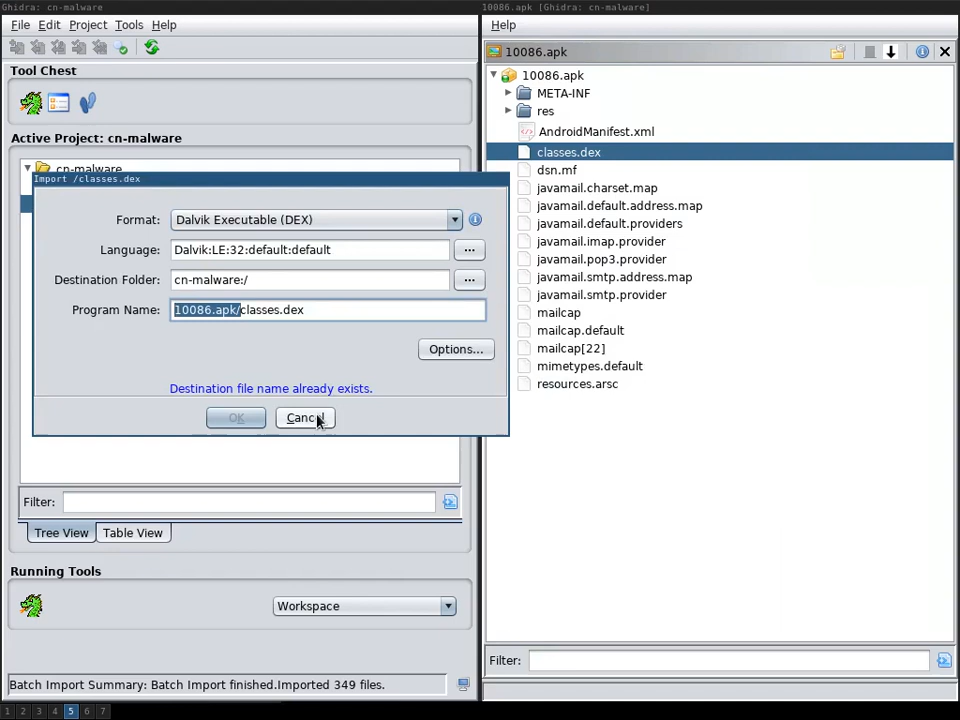 Ghidra: cn-malware
File Edit Project Tools Help
Tool Chest
Active Project: cn-malware
cn-malware
Import /classes.dex
Format: Dalvik Executable (DEX)
Language: Dalvik:LE:32:default:default ...
Destination Folder: cn-malware:/ ...
Program Name: 10086.apk/classes.dex
Options...
Destination file name already exists.
OK Cancel
Filter:
Tree View Table View
Running Tools
Workspace
Batch Import Summary: Batch Import finished.Imported 349 files.
10086.apk [Ghidra: cn-malware]
Help
10086.apk
10086.apk
META-INF
res
AndroidManifest.xml
classes.dex
dsn.mf
javamail.charset.map
javamail.default.address.map
javamail.default.providers
javamail.imap.provider
javamail.pop3.provider
javamail.smtp.address.map
javamail.smtp.provider
mailcap
mailcap.default
mailcap[22]
mimetypes.default
resources.arsc
Filter:
1 2 3 4 5 6 7